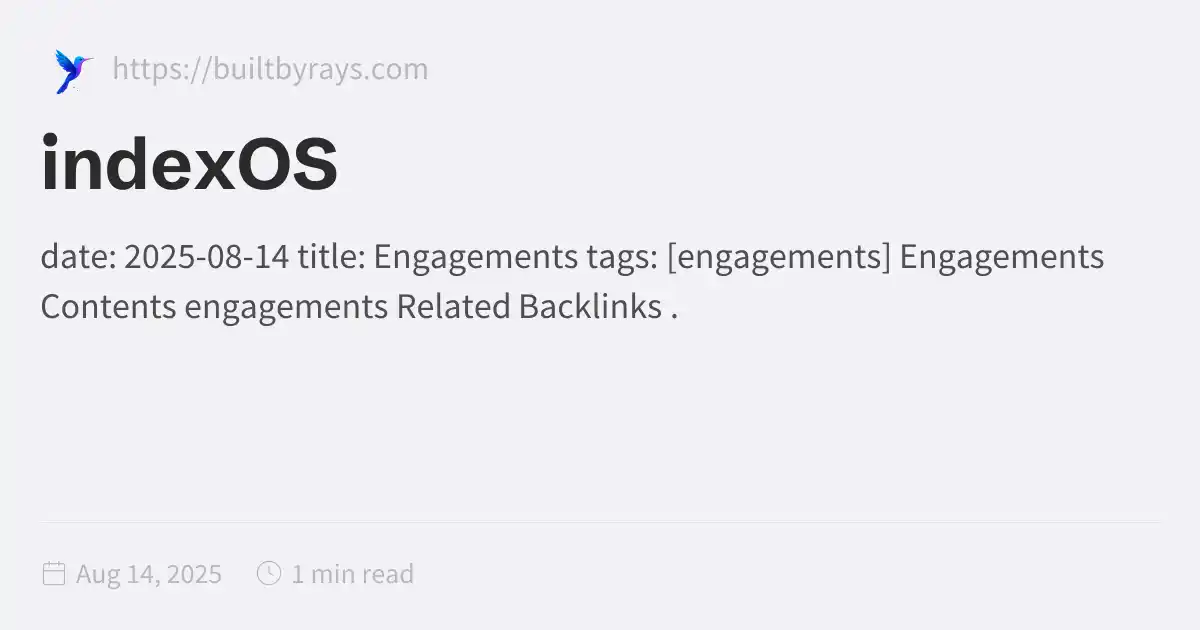 https://builtbyrays.com
indexOS
date: 2025-08-14 title: Engagements tags: [engagements] Engagements
Contents engagements Related Backlinks .
Aug 14, 2025
1 min read